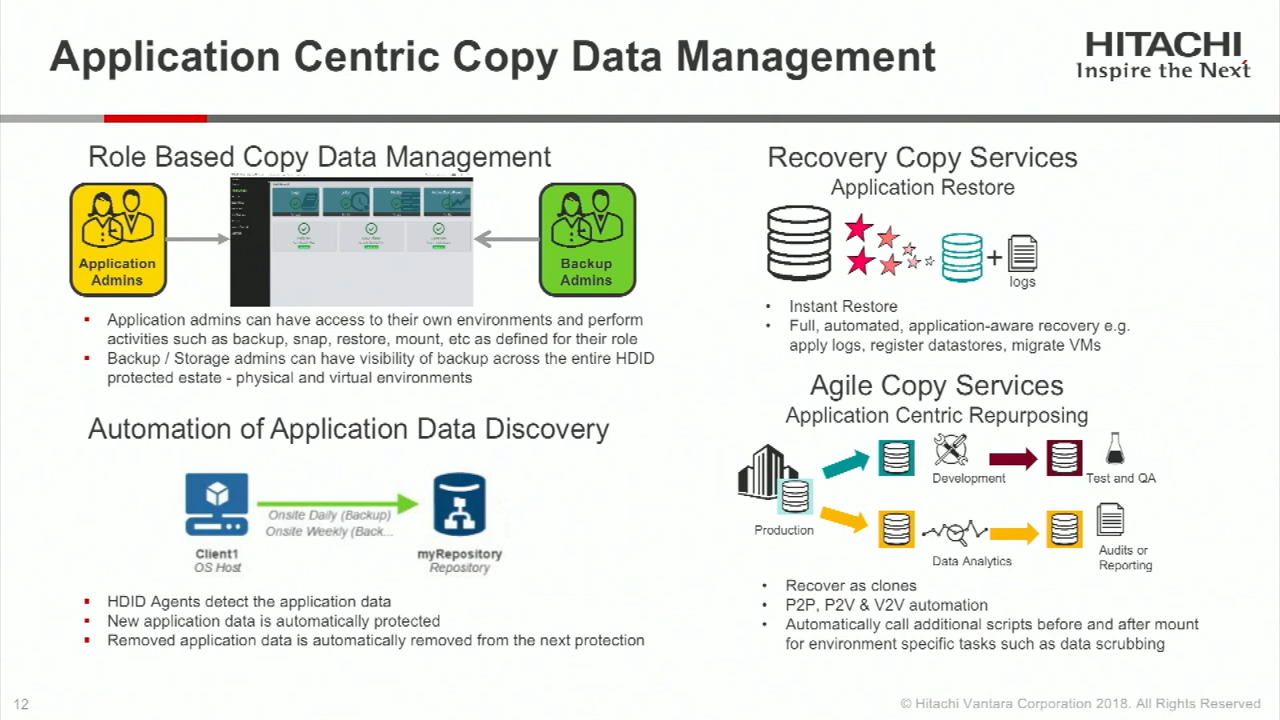 Application Centric Copy Data Management
HITACHI
Inspire the Next
Role Based Copy Data Management
Application
Admins
Backup
Admins
▪ Application admins can have access to their own environments and perform
activities such as backup, snap, restore, mount, etc as defined for their role
▪ Backup / Storage admins can have visibility of backup across the entire HDID
protected estate - physical and virtual environments
Automation of Application Data Discovery
Onsite Daily (Backup)
Onsite Weekly (Back...
Client1
OS Host
myRepository
Repository
▪ HDID Agents detect the application data
▪ New application data is automatically protected
▪ Removed application data is automatically removed from the next protection
Recovery Copy Services
Application Restore
+
logs
• Instant Restore
• Full, automated, application-aware recovery e.g.
apply logs, register datastores, migrate VMs
Agile Copy Services
Application Centric Repurposing
Development
Test and QA
Production
Data Analytics
Audits or
Reporting
• Recover as clones
• P2P, P2V & V2V automation
• Automatically call additional scripts before and after mount
for environment specific tasks such as data scrubbing
12
© Hitachi Vantara Corporation 2018. All Rights Reserved